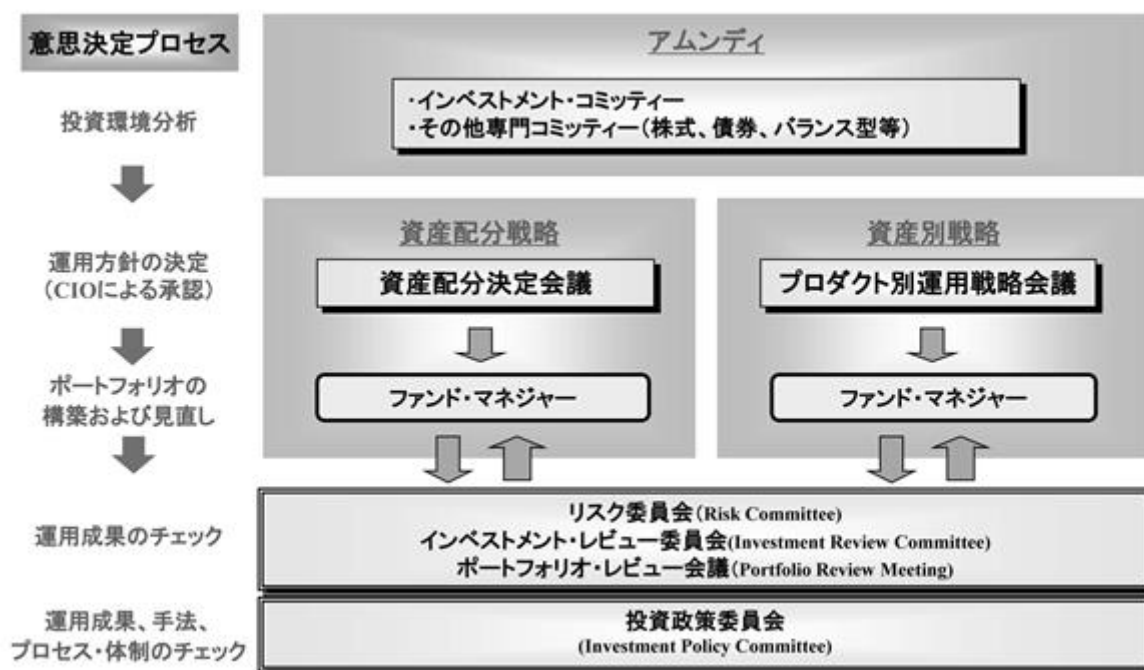 意思決定プロセス
アムンディ
投資環境分析
・インベストメント・コミッティー
・その他専門コミッティー（株式、債券、バランス型等）
資産配分戦略
資産別戦略
運用方針の決定
（CIOによる承認）
資産配分決定会議
プロダクト別運用戦略会議
ポートフォリオの
構築および見直し
ファンド・マネジャー
ファンド・マネジャー
運用成果のチェック
リスク委員会(Risk Committee)
インベストメント・レビュー委員会(Investment Review Committee)
ポートフォリオ・レビュー会議(Portfolio Review Meeting)
運用成果、手法、
プロセス・体制のチェック
投資政策委員会
(Investment Policy Committee)